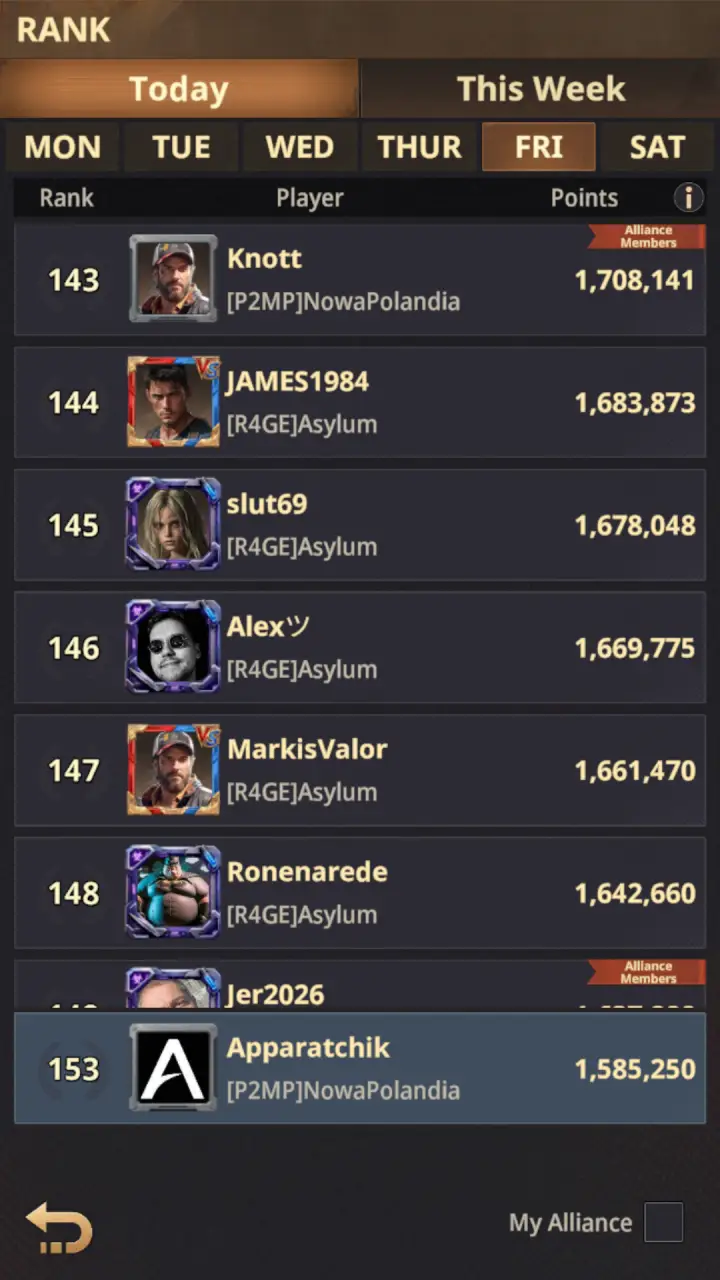 RANK
Today This Week
MON TUE WED THUR FRI SAT
Rank Player Points i
Alliance
Members
143 Knott 1,708,141
[P2MP]NowaPolandia
144 JAMES1984 1,683,873
[R4GE]Asylum
145 slut69 1,678,048
[R4GE]Asylum
146 Alexツ 1,669,775
[R4GE]Asylum
147 MarkisValor 1,661,470
[R4GE]Asylum
148 Ronenarede 1,642,660
[R4GE]Asylum
Alliance
Members
Jer2026
153 Apparatchik 1,585,250
[P2MP]NowaPolandia
My Alliance